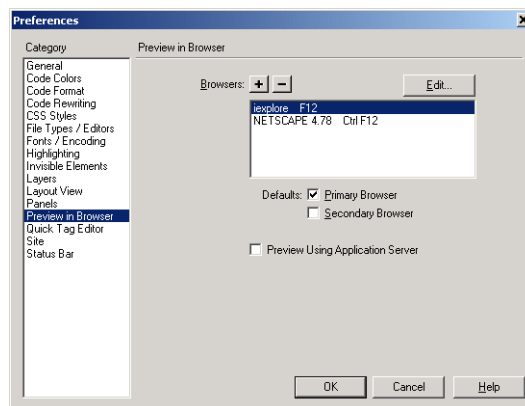 Preferences
Category
General
Code Colors
Code Format
Code Rewriting
CSS Styles
File Types / Editors
Fonts / Encoding
Highlighting
Invisible Elements
Layers
Layout View
Panels
Preview in Browser
Quick Tag Editor
Site
Status Bar
Preview in Browser
Browsers:
Edit...
iexplore F12
NETSCAPE 4.78 Ctrl F12
Defaults: Primary Browser
Secondary Browser
Preview Using Application Server
OK Cancel Help